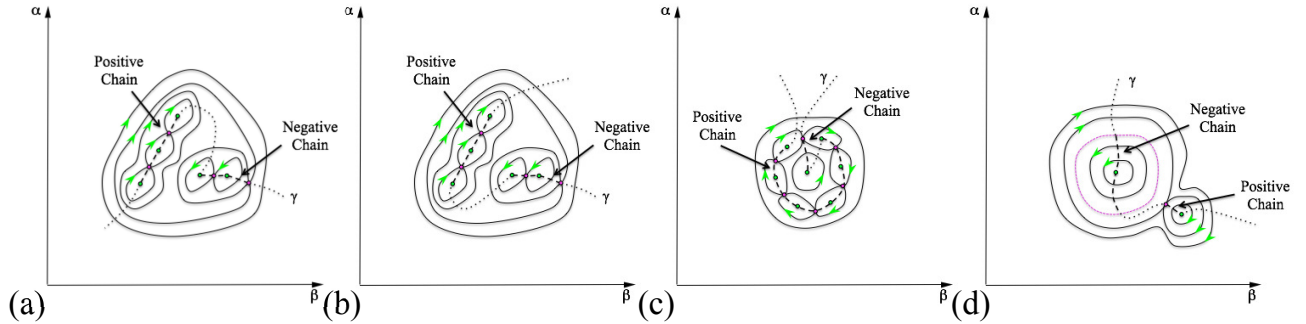 α
Positive
Chain
Negative
Chain
γ
β
(a)
α
Positive
Chain
Negative
Chain
γ
β
(b)
α
γ
Negative
Chain
Positive
Chain
β
(c)
α
γ
Negative
Chain
Positive
Chain
β
(d)